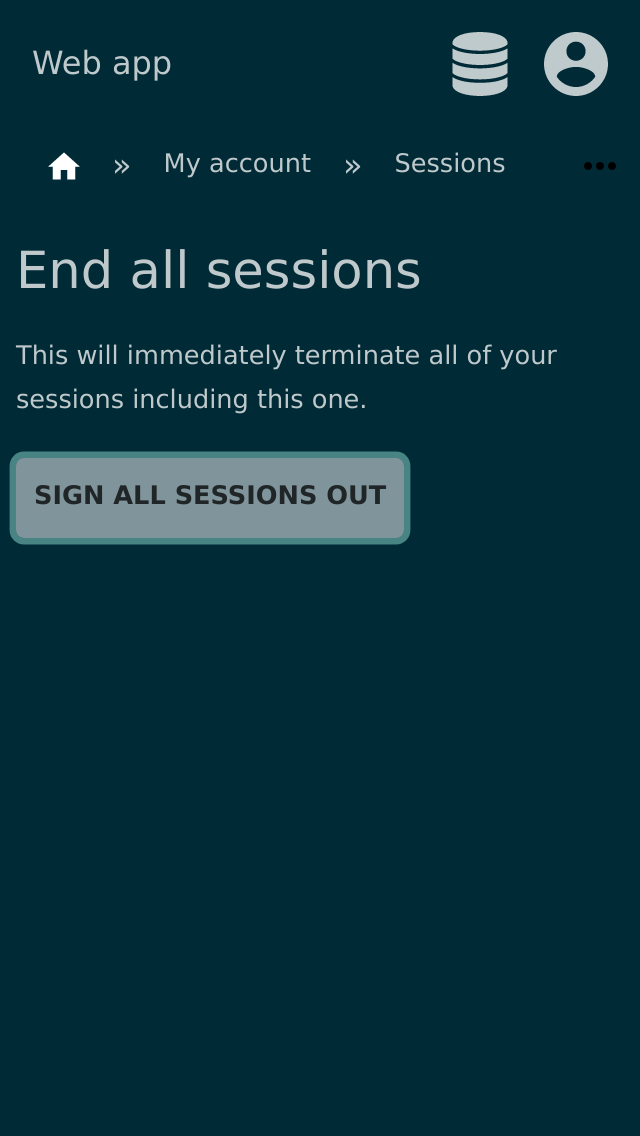 Web app
» My account » Sessions
End all sessions
This will immediately terminate all of your
sessions including this one.
SIGN ALL SESSIONS OUT